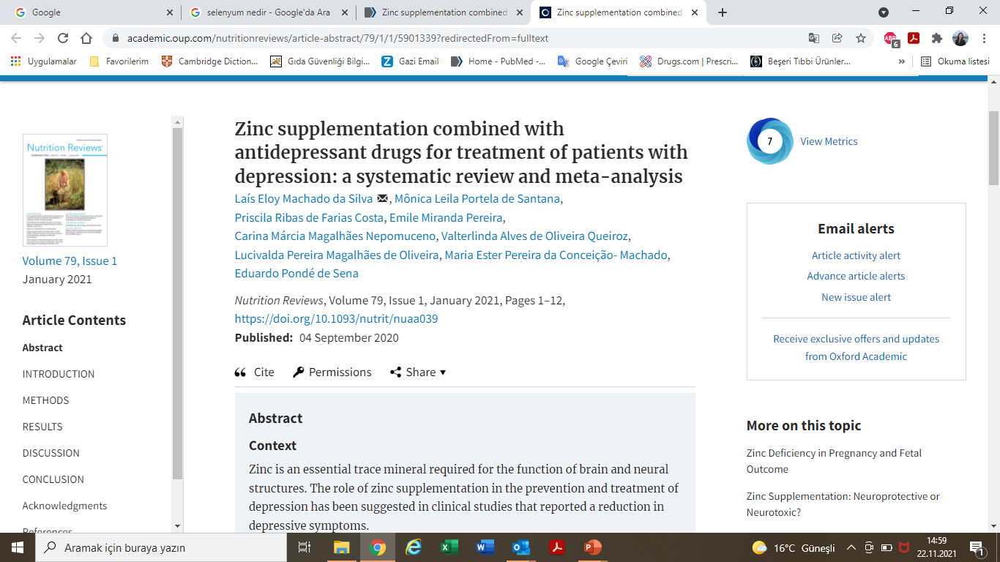 Google
selenyum nedir - Google'da Ara
Zinc supplementation combined
Zinc supplementation combined
academic.oup.com/nutritionreviews/article-abstract/79/1/1/5901339?redirectedFrom=fulltext
ABP
6
Uygulamalar
Favorilerim
Cambridge Diction...
Gıda Güvenliği Bilgi...
Gazi Email
Home - PubMed -...
Google Çeviri
Drugs.com | Prescri...
Beşeri Tıbbi Ürünler...
»
Okuma listesi
Nutrition Reviews
Volume 79, Issue 1
January 2021
Article Contents
Abstract
INTRODUCTION
METHODS
RESULTS
DISCUSSION
CONCLUSION
Acknowledgments
References
Zinc supplementation combined with
antidepressant drugs for treatment of patients with
depression: a systematic review and meta-analysis
Laís Eloy Machado da Silva, Mônica Leila Portela de Santana,
Priscila Ribas de Farias Costa, Emile Miranda Pereira,
Carina Márcia Magalhães Nepomuceno, Valterlinda Alves de Oliveira Queiroz,
Lucivalda Pereira Magalhães de Oliveira, Maria Ester Pereira da Conceição- Machado,
Eduardo Pondé de Sena
Nutrition Reviews, Volume 79, Issue 1, January 2021, Pages 1–12,
https://doi.org/10.1093/nutrit/nuaa039
Published: 04 September 2020
Cite Permissions Share
Abstract
Context
Zinc is an essential trace mineral required for the function of brain and neural
structures. The role of zinc supplementation in the prevention and treatment of
depression has been suggested in clinical studies that reported a reduction in
depressive symptoms.
7
View Metrics
Email alerts
Article activity alert
Advance article alerts
New issue alert
Receive exclusive offers and updates
from Oxford Academic
More on this topic
Zinc Deficiency in Pregnancy and Fetal
Outcome
Zinc Supplementation: Neuroprotective or
Neurotoxic?
Aramak için buraya yazın
16°C Güneşli
14:59
22.11.2021
1